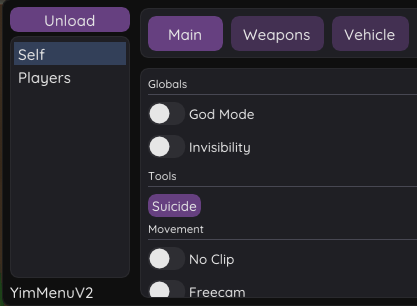 Unload
Self
Players
YimMenuV2
Main
Weapons
Vehicle
Globals
God Mode
Invisibility
Tools
Suicide
Movement
No Clip
Freecam